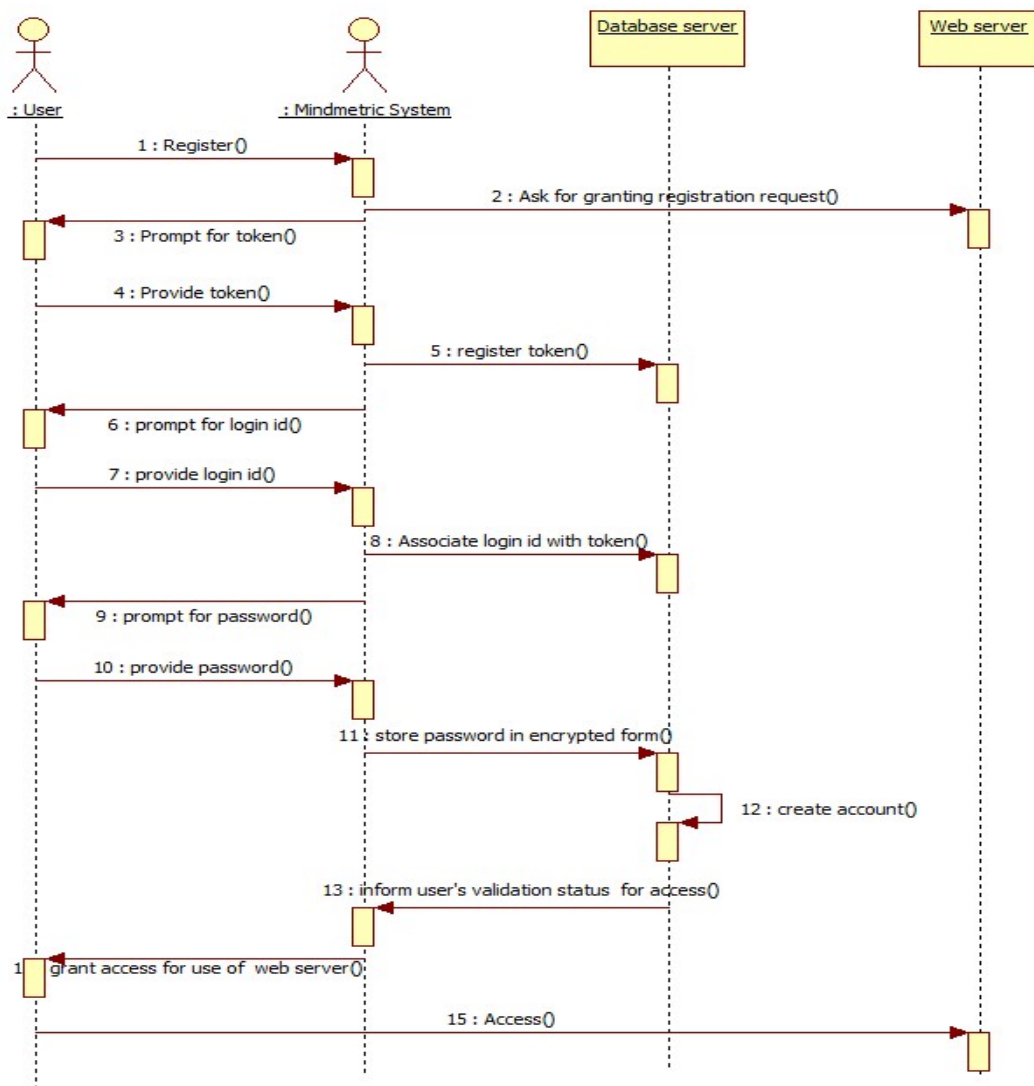 Database server
Web server
: User
: Mindmetric System
1 : Register()
2 : Ask for granting registration request()
3 : Prompt for token()
4 : Provide token()
5 : register token()
6 : prompt for login id()
7 : provide login id()
8 : Associate login id with token()
9 : prompt for password()
10 : provide password()
11 : store password in encrypted form()
12 : create account()
13 : inform user's validation status for access()
1 grant access for use of web server()
15 : Access()